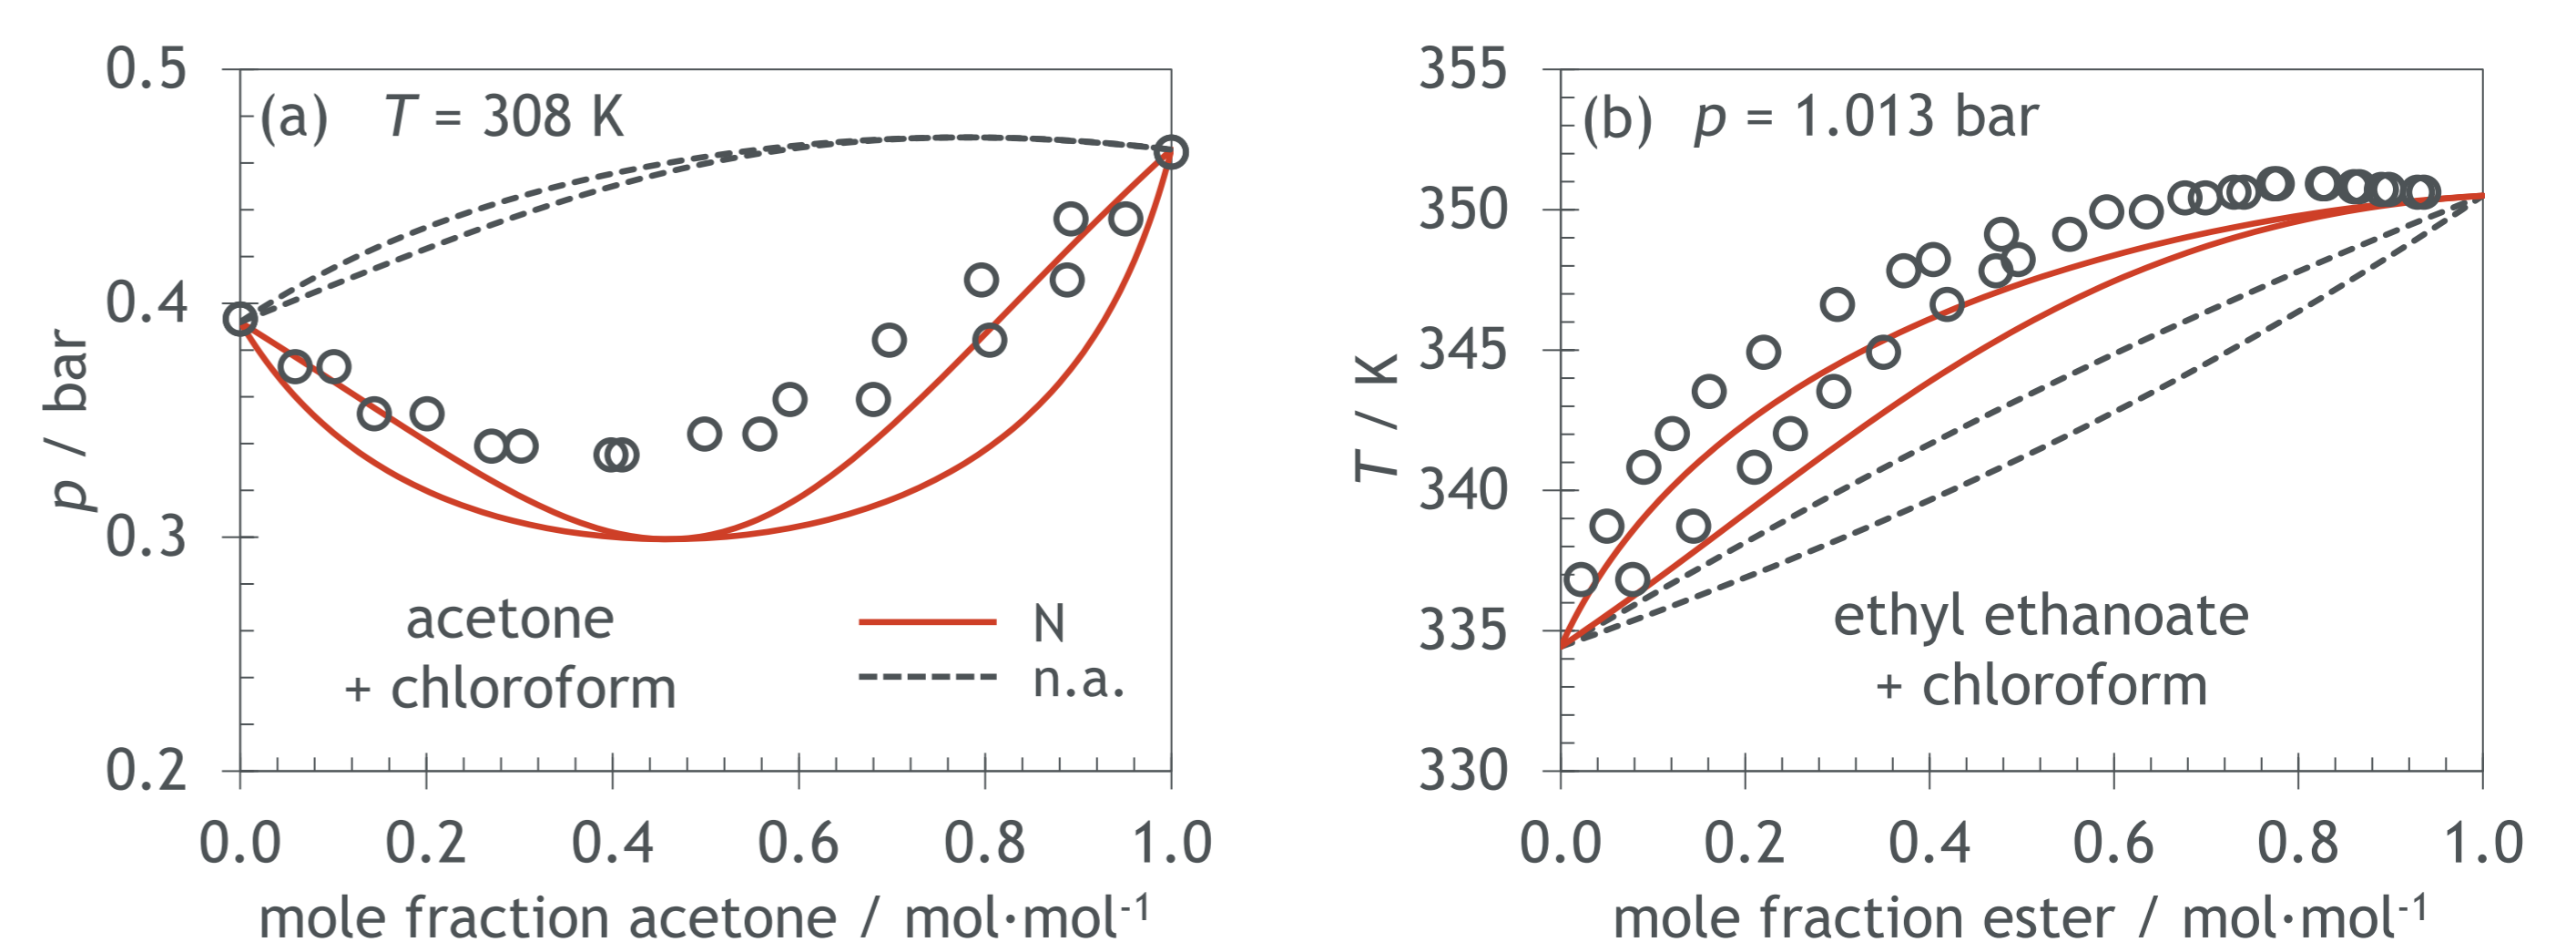 0.5
0.4
0.3
0.2
p / bar
(a) T = 308 K
acetone
+ chloroform
N
n.a.
0.0 0.2 0.4 0.6 0.8 1.0
mole fraction acetone / mol·mol⁻¹
355
350
345
340
335
330
T / K
(b) p = 1.013 bar
ethyl ethanoate
+ chloroform
0.0 0.2 0.4 0.6 0.8 1.0
mole fraction ester / mol·mol⁻¹